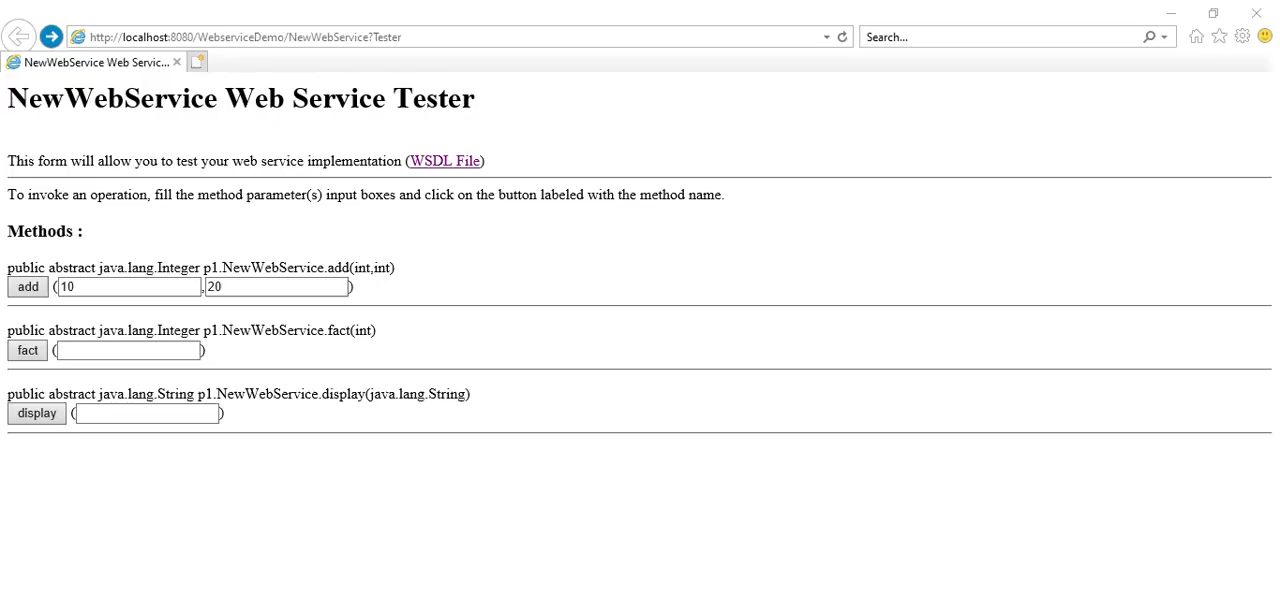 http://localhost:8080/WebserviceDemo/NewWebService?Tester
Search...
NewWebService Web Servic...
NewWebService Web Service Tester
This form will allow you to test your web service implementation (WSDL File)
To invoke an operation, fill the method parameter(s) input boxes and click on the button labeled with the method name.
Methods :
public abstract java.lang.Integer p1.NewWebService.add(int,int)
add (10,20)
public abstract java.lang.Integer p1.NewWebService.fact(int)
fact ()
public abstract java.lang.String p1.NewWebService.display(java.lang.String)
display ()